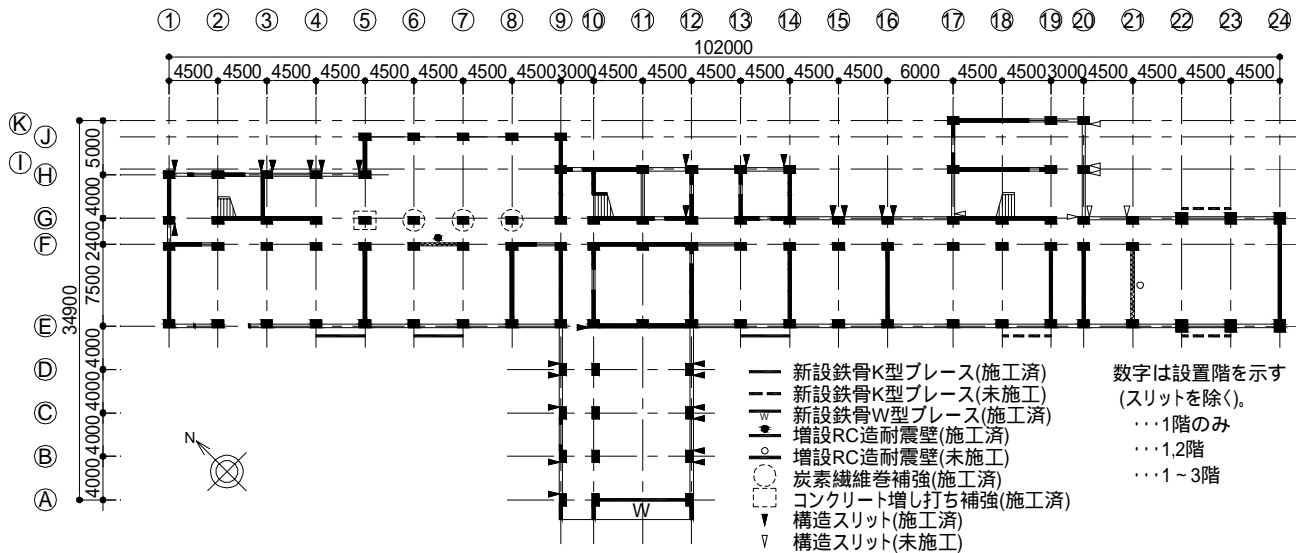 ① ② ③ ④ ⑤ ⑥ ⑦ ⑧ ⑨ ⑩ ⑪ ⑫ ⑬ ⑭ ⑮ ⑯ ⑰ ⑱ ⑲ ⑳ ㉑ ㉒ ㉓ ㉔
102000
4500 4500 4500 4500 4500 4500 4500 4500 3000 4500 4500 4500 4500 4500 4500 6000 4500 4500 3000 4500 4500 4500 4500
Ⓚ
Ⓙ
Ⓘ
Ⓗ
Ⓖ
Ⓕ
Ⓔ
Ⓓ
Ⓒ
Ⓑ
Ⓐ
34900
5000
4000
2400
7500
4000
4000
4000
4000
N
W
新設鉄骨K型ブレース(施工済)
新設鉄骨K型ブレース(未施工)
W 新設鉄骨W型ブレース(施工済)
増設RC造耐震壁(施工済)
増設RC造耐震壁(未施工)
炭素繊維巻補強(施工済)
コンクリート増し打ち補強(施工済)
構造スリット(施工済)
構造スリット(未施工)
数字は設置階を示す
(スリットを除く)。
･･･1階のみ
･･･1,2階
･･･1～3階